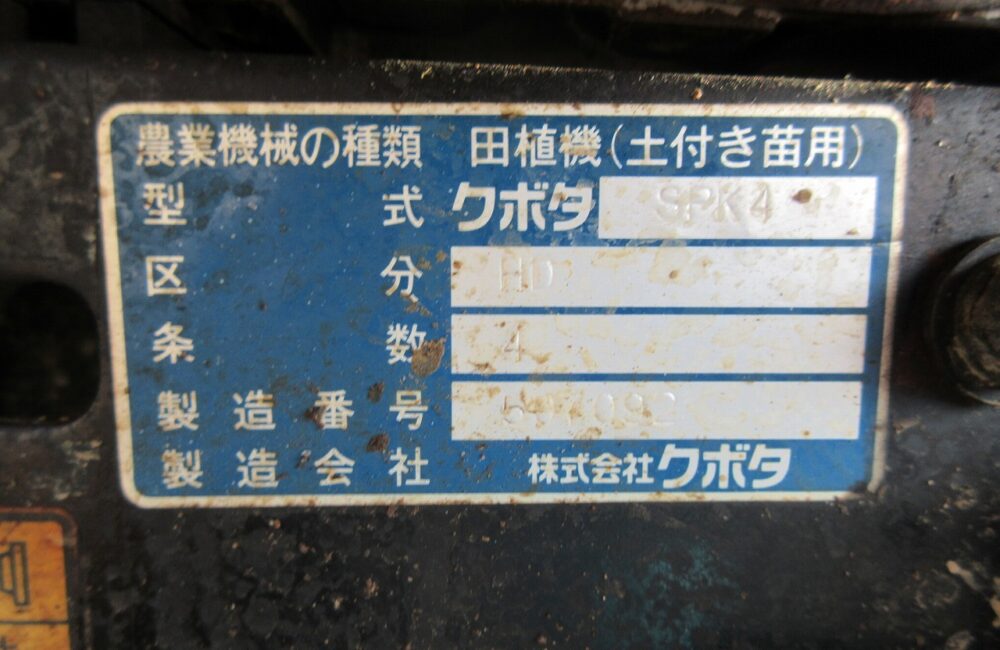 農業機械の種類 田植機(土付き苗用)
型式 クボタ SPK4
区分 HD
条数 4
製造番号
製造会社 株式会社クボタ